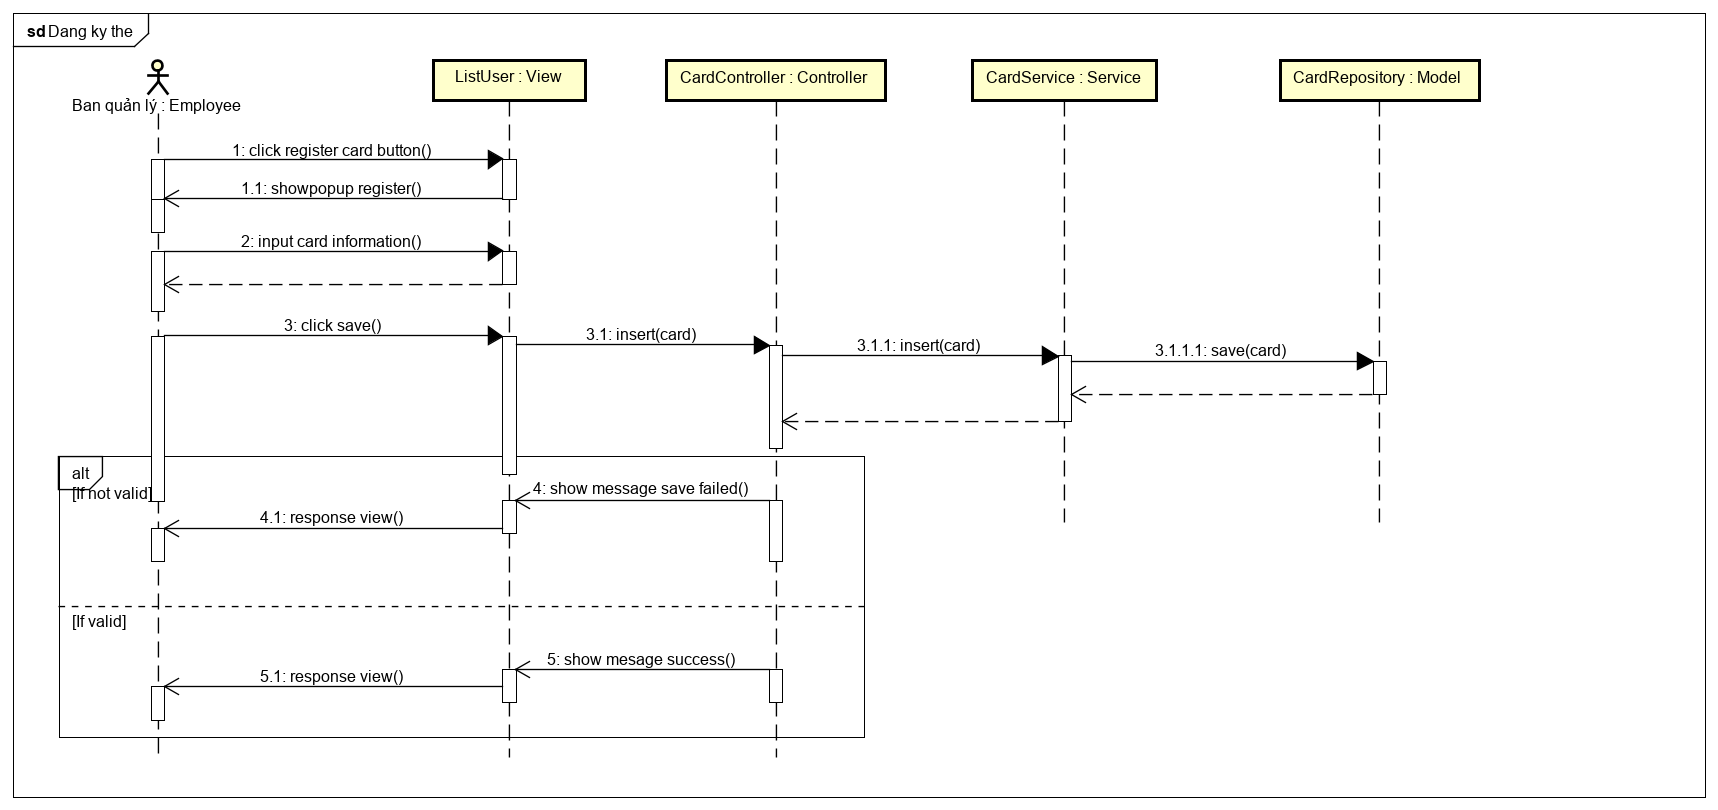 sd Dang ky the
Ban quản lý : Employee
ListUser : View
CardController : Controller
CardService : Service
CardRepository : Model
1: click register card button()
1.1: showpopup register()
2: input card information()
3: click save()
3.1: insert(card)
3.1.1: insert(card)
3.1.1.1: save(card)
alt
[If not valid]
4: show message save failed()
4.1: response view()
[If valid]
5: show mesage success()
5.1: response view()